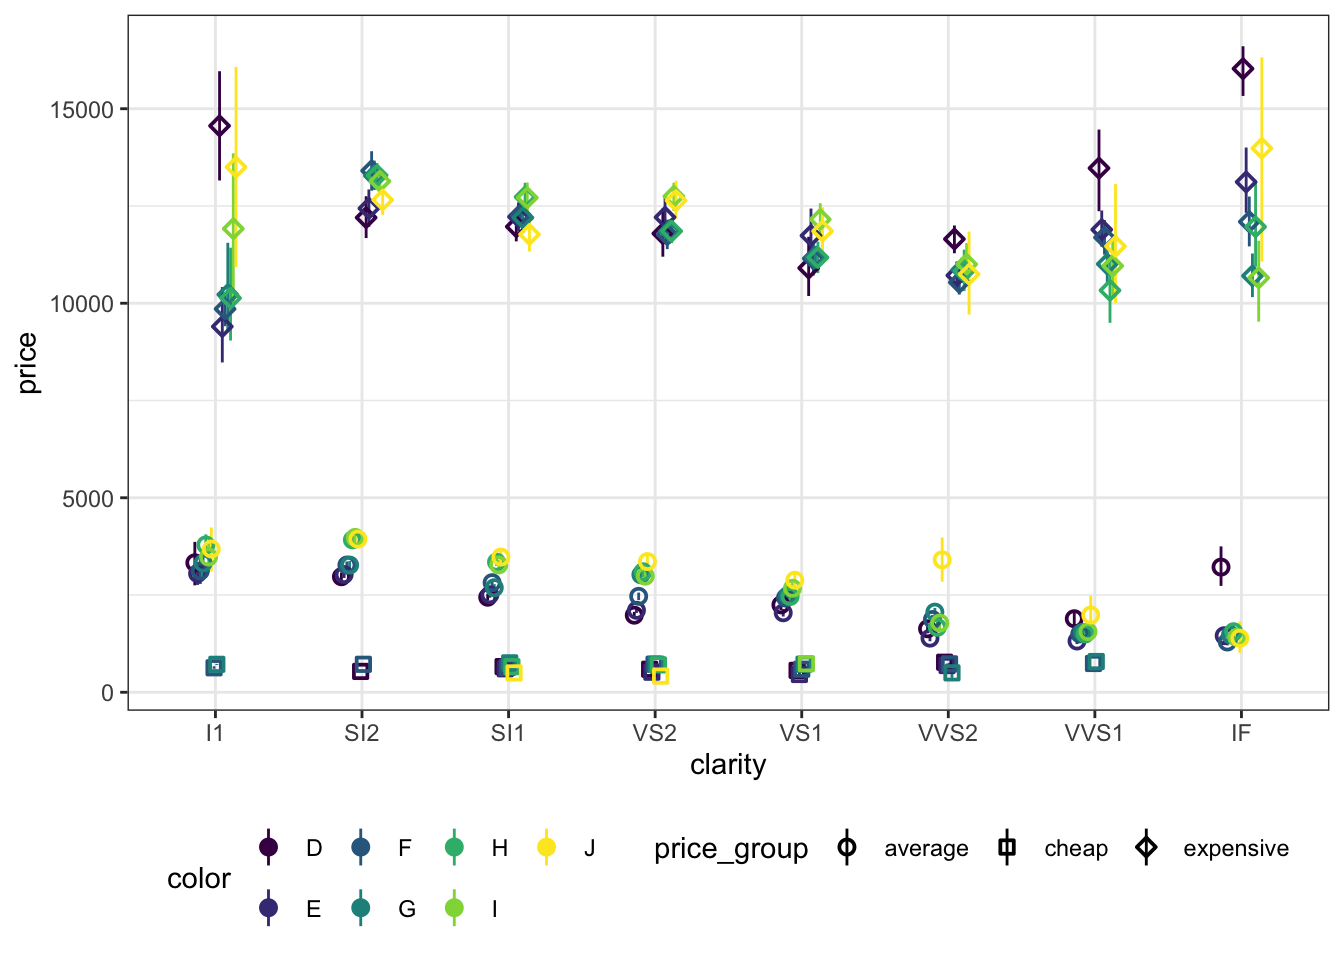 15000
10000
5000
0
price
I1 SI2 SI1 VS2 VS1 VVS2 VVS1 IF
clarity
color
D F H J
E G I
price_group average cheap expensive